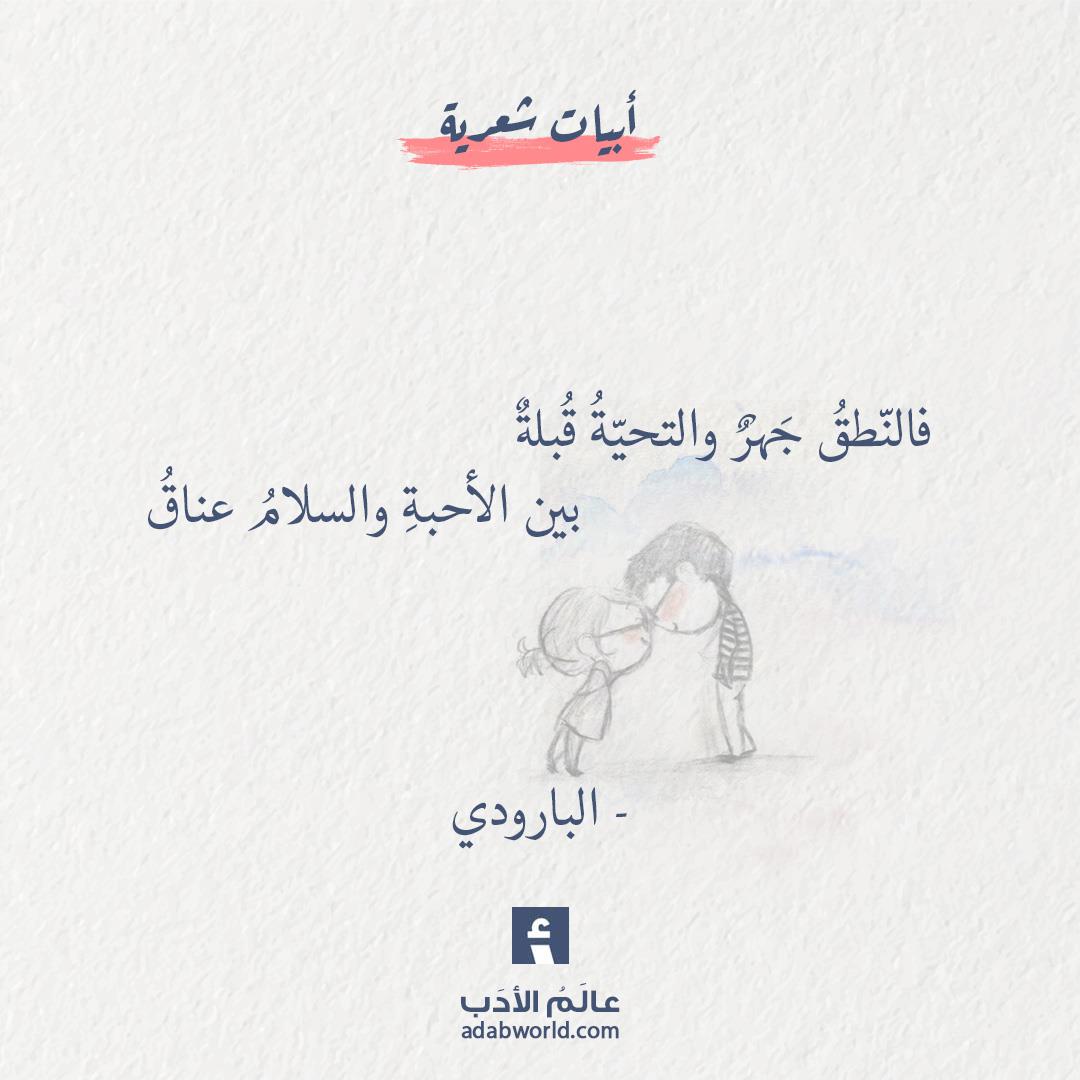 أبيات شعرية
فالنّطقُ جَهرٌ والتحيّةُ قُبلةٌ
بين الأحبةِ والسلامُ عناقُ
- البارودي
أ
عالَمُ الأدَب
adabworld.com